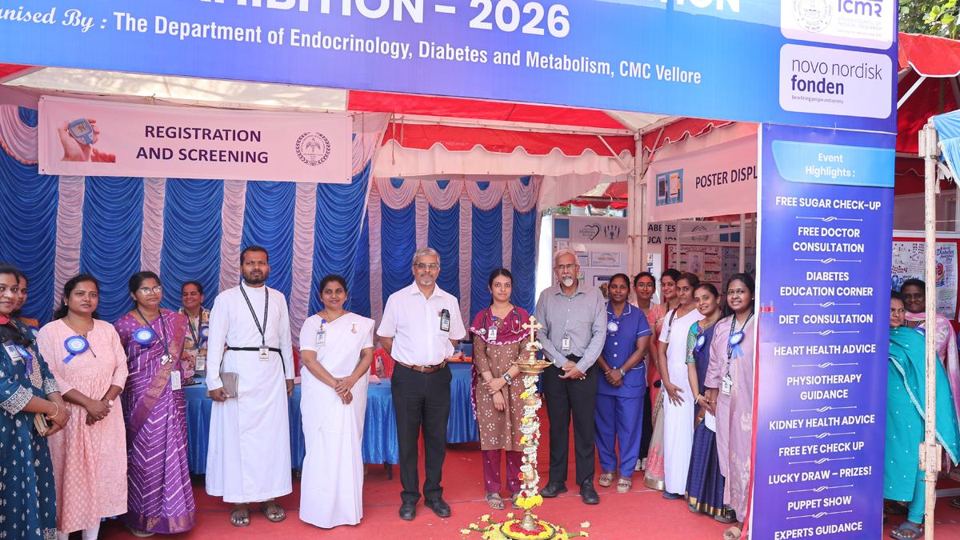 EXHIBITION – 2026
icmr
Organised By : The Department of Endocrinology, Diabetes and Metabolism, CMC Vellore
novo nordisk
fonden
REGISTRATION
AND SCREENING
POSTER DISPL
Event
Highlights :
FREE SUGAR CHECK-UP
FREE DOCTOR
CONSULTATION
DIABETES
EDUCATION CORNER
DIET CONSULTATION
HEART HEALTH ADVICE
PHYSIOTHERAPY
GUIDANCE
KIDNEY HEALTH ADVICE
FREE EYE CHECK UP
LUCKY DRAW – PRIZES!
PUPPET SHOW
EXPERTS GUIDANCE